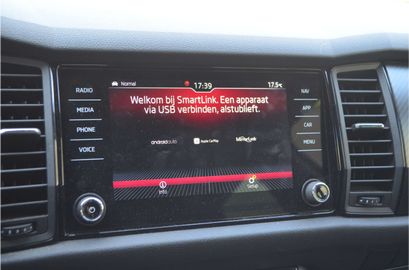 Normal 17:39 17.5°C
RADIO
MEDIA
PHONE
VOICE
Welkom bij SmartLink. Een apparaat
via USB verbinden, alstublieft.
androidauto Apple CarPlay MirrorLink
Info Setup
NAV
APP
CAR
MENU